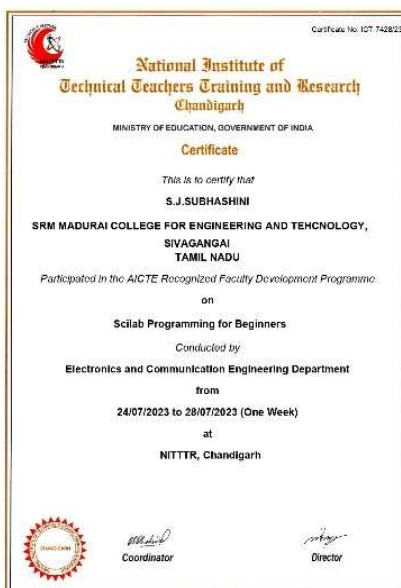 Certificate No: ICT 7428/23
National Institute of
Technical Teachers Training and Research
Chandigarh
MINISTRY OF EDUCATION, GOVERNMENT OF INDIA
Certificate
This is to certify that
S.J.SUBHASHINI
SRM MADURAI COLLEGE FOR ENGINEERING AND TEHCNOLOGY,
SIVAGANGAI
TAMIL NADU
Participated in the AICTE Recognized Faculty Development Programme
on
Scilab Programming for Beginners
Conducted by
Electronics and Communication Engineering Department
from
24/07/2023 to 28/07/2023 (One Week)
at
NITTTR, Chandigarh
Coordinator
Director